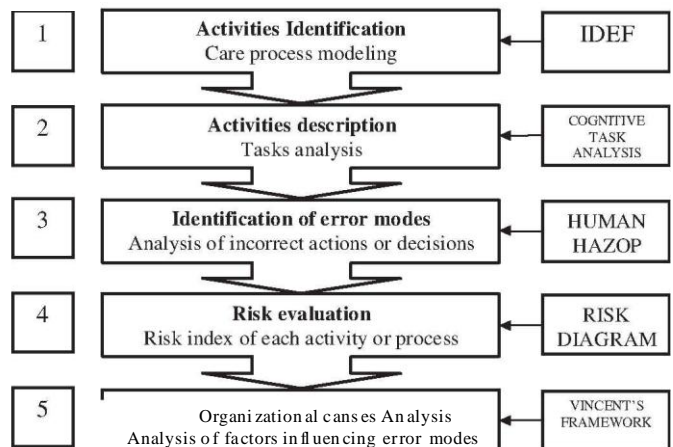 1
Activities Identification
Care process modeling
IDEF
2
Activities description
Tasks analysis
COGNITIVE
TASK
ANALYSIS
3
Identification of error modes
Analysis of incorrect actions or decisions
HUMAN
HAZOP
4
Risk evaluation
Risk index of each activity or process
RISK
DIAGRAM
5
Organizational canses Analysis
Analysis of factors influencing error modes
VINCENT'S
FRAMEWORK